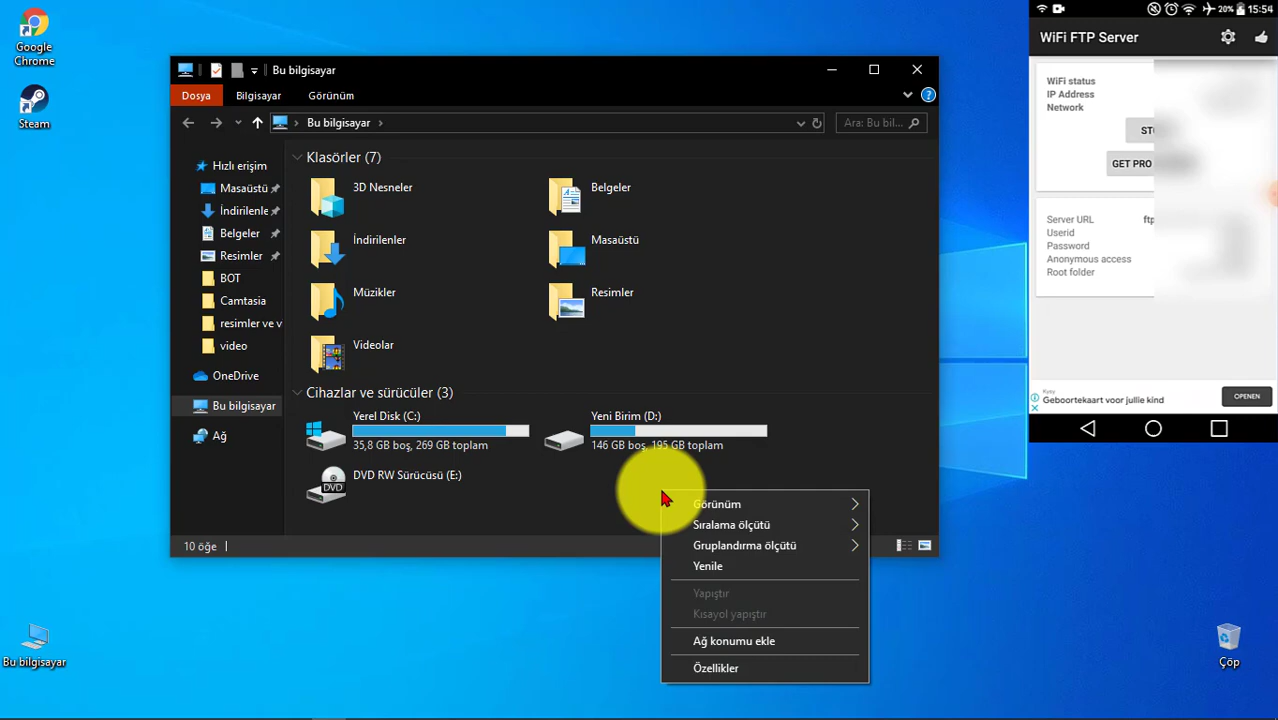 Google
Chrome
Steam
Bu bilgisayar
Dosya
Bilgisayar
Görünüm
Bu bilgisayar
Ara: Bu bil...
Hızlı erişim
Masaüstü
İndirilenle
Belgeler
Resimler
BOT
Camtasia
resimler ve v
video
OneDrive
Bu bilgisayar
Ağ
Klasörler (7)
3D Nesneler
Belgeler
İndirilenler
Masaüstü
Müzikler
Resimler
Videolar
Cihazlar ve sürücüler (3)
Yerel Disk (C:)
35,8 GB boş, 269 GB toplam
Yeni Birim (D:)
146 GB boş, 195 GB toplam
DVD
DVD RW Sürücüsü (E:)
10 öğe
Görünüm
Sıralama ölçütü
Gruplandırma ölçütü
Yenile
Yapıştır
Kısayol yapıştır
Ağ konumu ekle
Özellikler
Bu bilgisayar
Çöp
20% 15:54
WiFi FTP Server
WiFi status
IP Address
Network
GET PRO
Server URL ftp
Userid
Password
Anonymous access
Root folder
Geboortekaart voor jullie kind
OPENEN